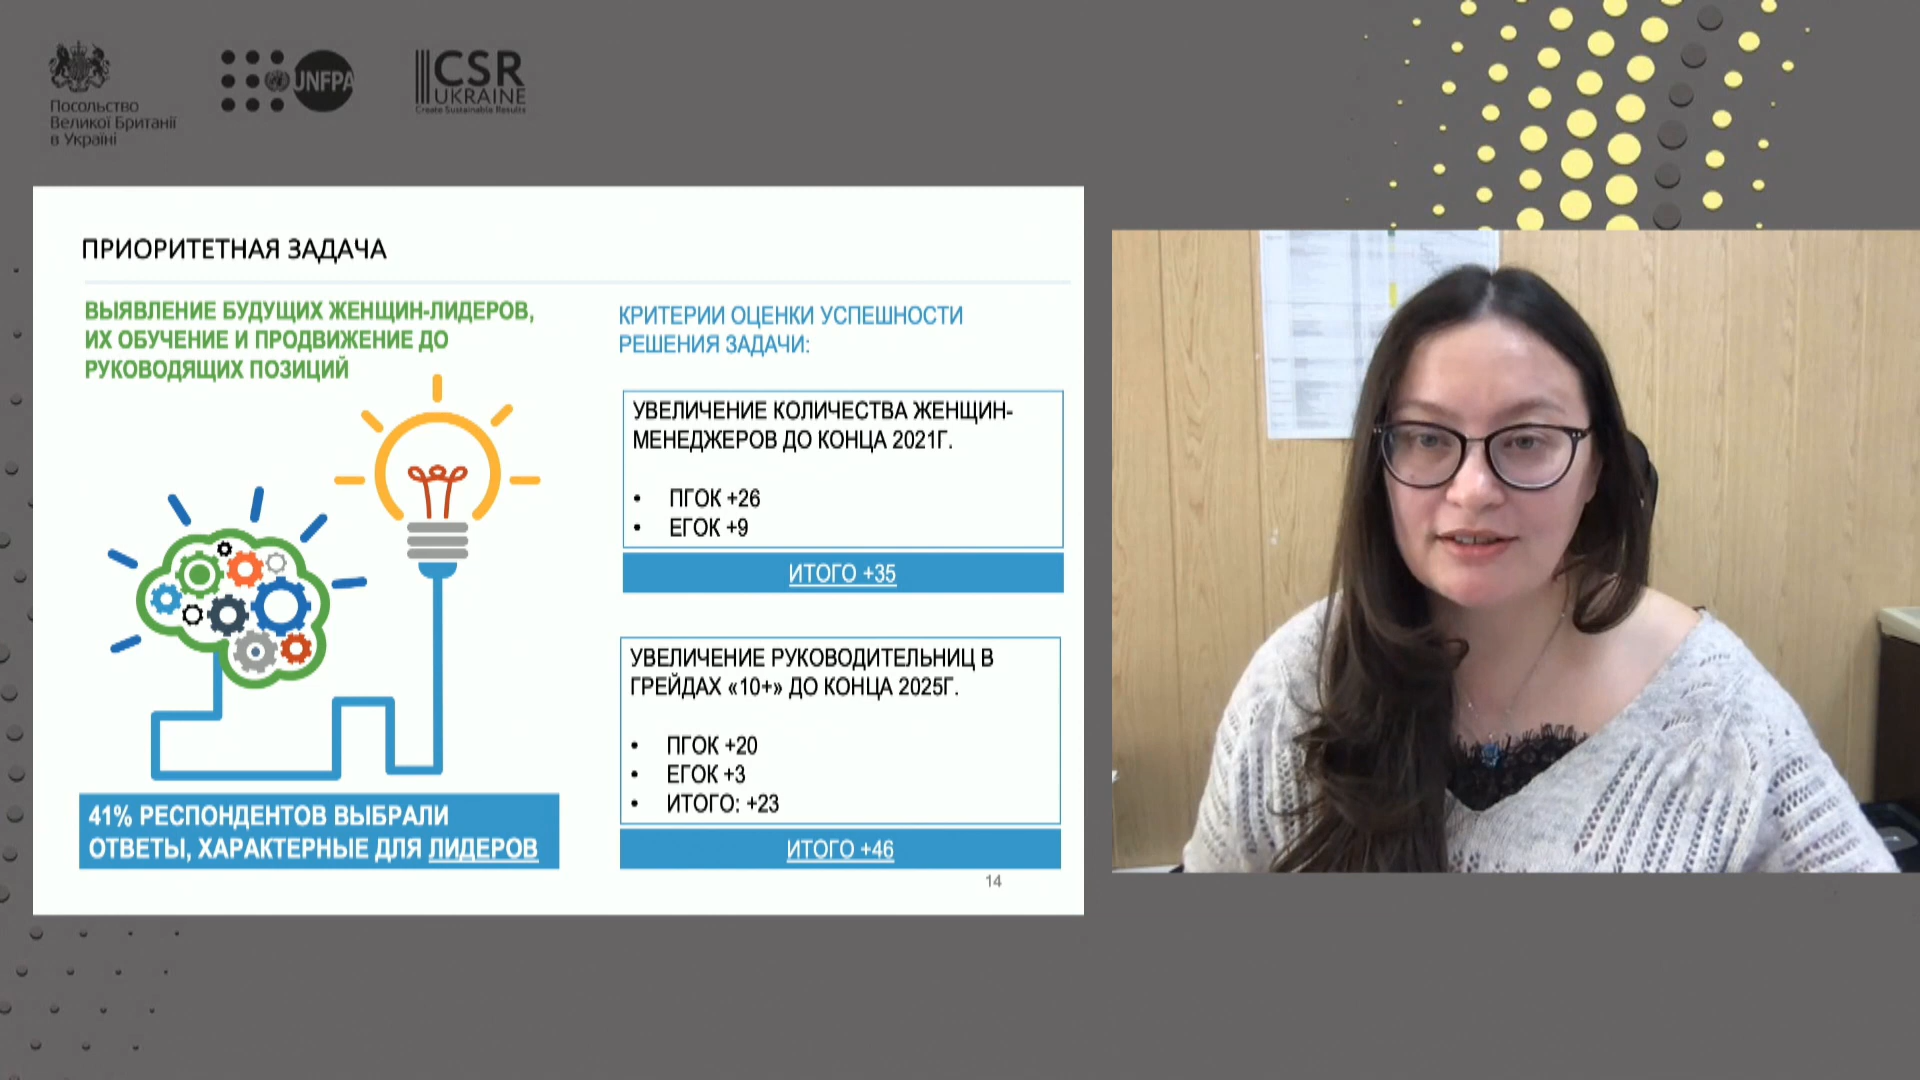 Посольство
Великої Британії
в Україні
UNFPA
CSR
UKRAINE
Create Sustainable Results
ПРИОРИТЕТНАЯ ЗАДАЧА
ВЫЯВЛЕНИЕ БУДУЩИХ ЖЕНЩИН-ЛИДЕРОВ,
ИХ ОБУЧЕНИЕ И ПРОДВИЖЕНИЕ ДО
РУКОВОДЯЩИХ ПОЗИЦИЙ
41% РЕСПОНДЕНТОВ ВЫБРАЛИ
ОТВЕТЫ, ХАРАКТЕРНЫЕ ДЛЯ ЛИДЕРОВ
КРИТЕРИИ ОЦЕНКИ УСПЕШНОСТИ
РЕШЕНИЯ ЗАДАЧИ:
УВЕЛИЧЕНИЕ КОЛИЧЕСТВА ЖЕНЩИН-
МЕНЕДЖЕРОВ ДО КОНЦА 2021Г.
• ПГОК +26
• ЕГОК +9
ИТОГО +35
УВЕЛИЧЕНИЕ РУКОВОДИТЕЛЬНИЦ В
ГРЕЙДАХ «10+» ДО КОНЦА 2025Г.
• ПГОК +20
• ЕГОК +3
• ИТОГО: +23
ИТОГО +46
14